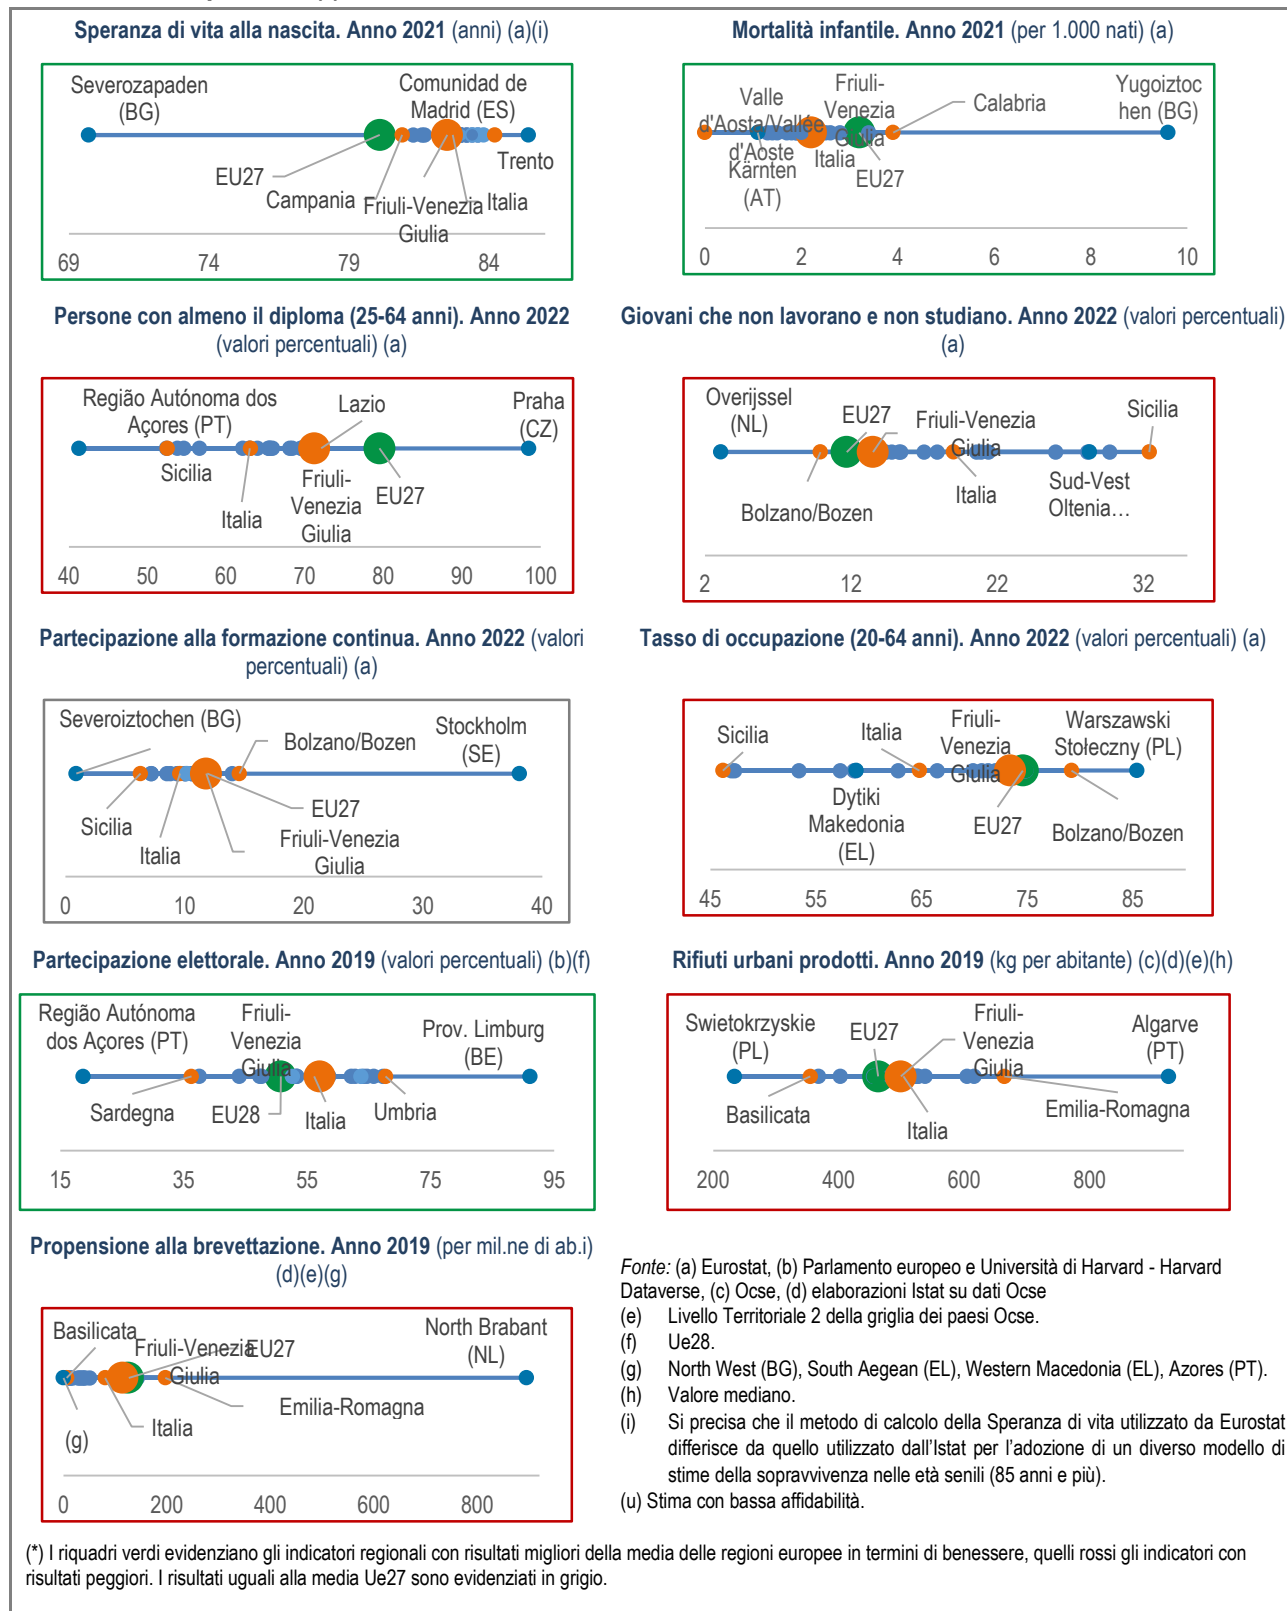 Speranza di vita alla nascita. Anno 2021 (anni) (a)(i)
Severozapaden
(BG)
Comunidad de
Madrid (ES)
EU27
Campania
Friuli-Venezia
Giulia
Italia
Trento
69 74 79 84
Mortalità infantile. Anno 2021 (per 1.000 nati) (a)
Valle
d'Aosta/Vallée
d'Aoste
Kärnten
(AT)
Friuli-
Venezia
Giulia
Italia
EU27
Calabria
Yugoiztoc
hen (BG)
0 2 4 6 8 10
Persone con almeno il diploma (25-64 anni). Anno 2022
(valori percentuali) (a)
Região Autónoma dos
Açores (PT)
Lazio
Praha
(CZ)
Sicilia
Italia
Friuli-
Venezia
Giulia
EU27
40 50 60 70 80 90 100
Giovani che non lavorano e non studiano. Anno 2022 (valori percentuali)
(a)
Overijssel
(NL)
EU27
Friuli-Venezia
Giulia
Sicilia
Bolzano/Bozen
Italia
Sud-Vest
Oltenia…
2 12 22 32
Partecipazione alla formazione continua. Anno 2022 (valori
percentuali) (a)
Severoiztochen (BG)
Bolzano/Bozen
Stockholm
(SE)
Sicilia
Italia
EU27
Friuli-Venezia
Giulia
0 10 20 30 40
Tasso di occupazione (20-64 anni). Anno 2022 (valori percentuali) (a)
Sicilia
Italia
Friuli-
Venezia
Giulia
Warszawski
Stołeczny (PL)
Dytiki
Makedonia
(EL)
EU27
Bolzano/Bozen
45 55 65 75 85
Partecipazione elettorale. Anno 2019 (valori percentuali) (b)(f)
Região Autónoma
dos Açores (PT)
Friuli-
Venezia
Giulia
Prov. Limburg
(BE)
Sardegna
EU28
Italia
Umbria
15 35 55 75 95
Rifiuti urbani prodotti. Anno 2019 (kg per abitante) (c)(d)(e)(h)
Swietokrzyskie
(PL)
EU27
Friuli-
Venezia
Giulia
Algarve
(PT)
Basilicata
Italia
Emilia-Romagna
200 400 600 800
Propensione alla brevettazione. Anno 2019 (per mil.ne di ab.i)
(d)(e)(g)
Basilicata
Friuli-Venezia
Giulia
EU27
North Brabant
(NL)
(g)
Italia
Emilia-Romagna
0 200 400 600 800
Fonte: (a) Eurostat, (b) Parlamento europeo e Università di Harvard - Harvard
Dataverse, (c) Ocse, (d) elaborazioni Istat su dati Ocse
(e) Livello Territoriale 2 della griglia dei paesi Ocse.
(f) Ue28.
(g) North West (BG), South Aegean (EL), Western Macedonia (EL), Azores (PT).
(h) Valore mediano.
(i) Si precisa che il metodo di calcolo della Speranza di vita utilizzato da Eurostat
differisce da quello utilizzato dall'Istat per l'adozione di un diverso modello di
stime della sopravvivenza nelle età senili (85 anni e più).
(u) Stima con bassa affidabilità.
(*) I riquadri verdi evidenziano gli indicatori regionali con risultati migliori della media delle regioni europee in termini di benessere, quelli rossi gli indicatori con
risultati peggiori. I risultati uguali alla media Ue27 sono evidenziati in grigio.